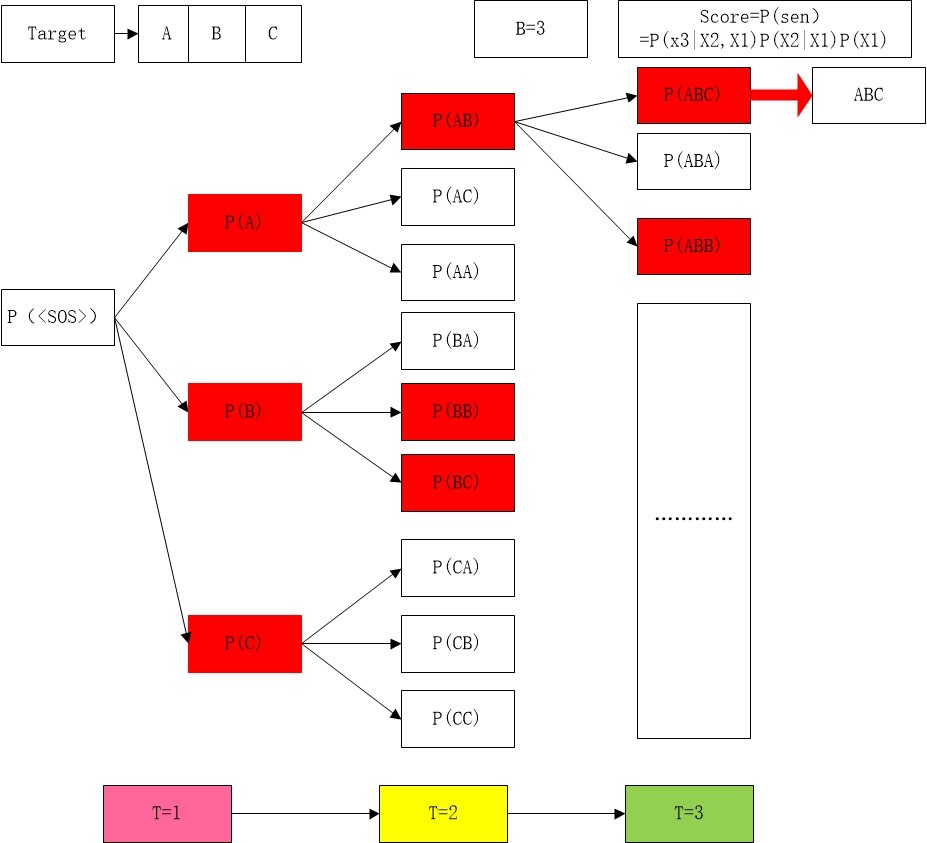 Target
A B C
B=3
Score=P(sen)
=P(x3|X2,X1)P(X2|X1)P(X1)
P(AB)
P(ABC)
ABC
P(ABA)
P(AC)
P(A)
P(ABB)
P(AA)
P（<SOS>）
P(BA)
P(B)
P(BB)
P(BC)
…………
P(CA)
P(C)
P(CB)
P(CC)
T=1
T=2
T=3